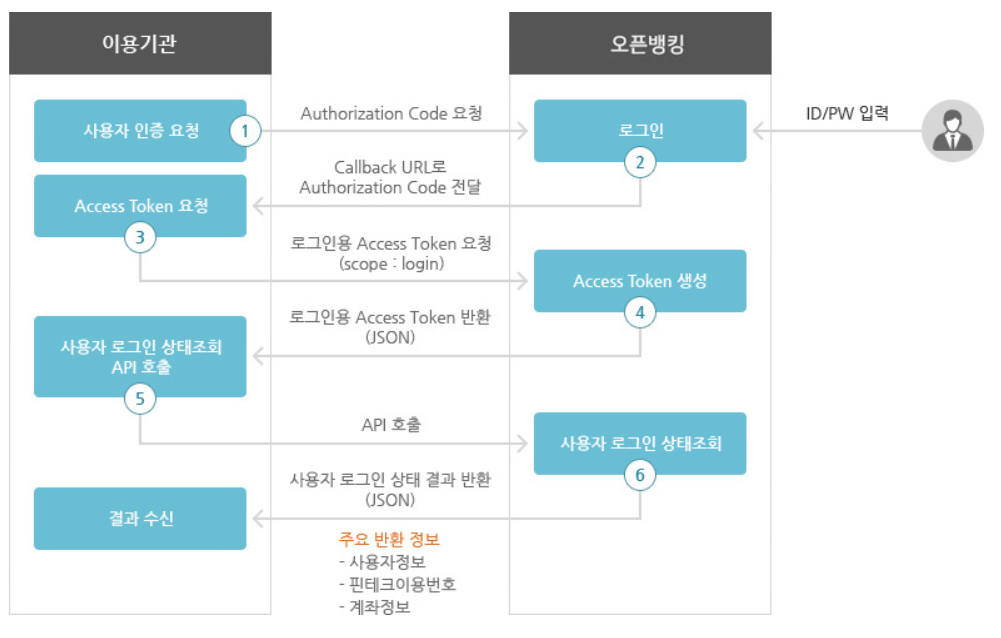 이용기관
오픈뱅킹
사용자 인증 요청
1
Authorization Code 요청
로그인
ID/PW 입력
2
Callback URL로
Authorization Code 전달
Access Token 요청
3
로그인용 Access Token 요청
(scope : login)
Access Token 생성
4
로그인용 Access Token 반환
(JSON)
사용자 로그인 상태조회
API 호출
5
API 호출
사용자 로그인 상태조회
6
사용자 로그인 상태 결과 반환
(JSON)
결과 수신
주요 반환 정보
- 사용자정보
- 핀테크이용번호
- 계좌정보